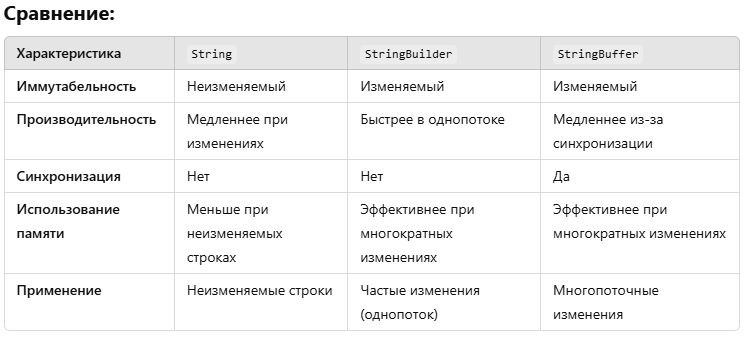 Сравнение:
Характеристика String StringBuilder StringBuffer
Иммутабельность Неизменяемый Изменяемый Изменяемый
Производительность Медленнее при изменениях Быстрее в однопотоке Медленнее из-за синхронизации
Синхронизация Нет Нет Да
Использование памяти Меньше при неизменяемых строках Эффективнее при многократных изменениях Эффективнее при многократных изменениях
Применение Неизменяемые строки Частые изменения (однопоток) Многопоточные изменения